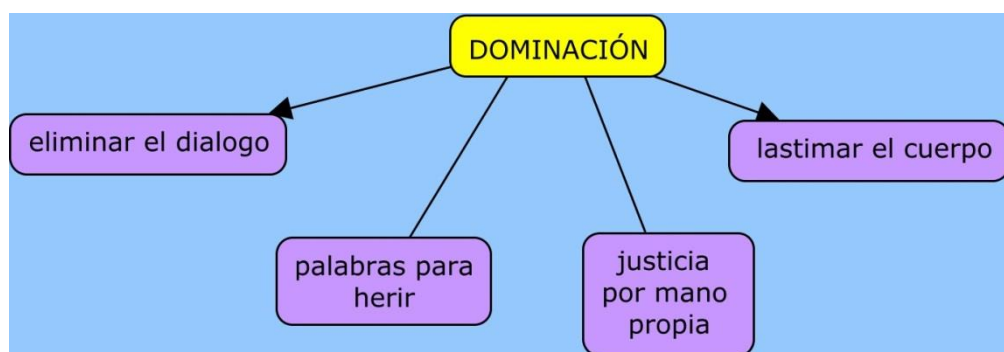 DOMINACIÓN
eliminar el dialogo
lastimar el cuerpo
palabras para
herir
justicia
por mano
propia